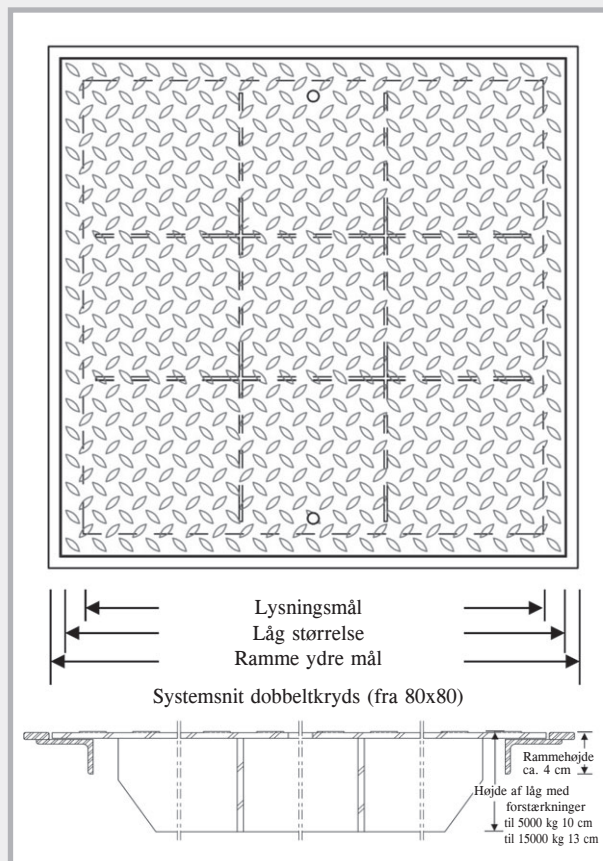 Lysningsmål
Låg størrelse
Ramme ydre mål
Systemsnit dobbeltkryds (fra 80x80)
Rammehøjde
ca. 4 cm
Højde af låg med
forstærkninger
til 5000 kg 10 cm
til 15000 kg 13 cm